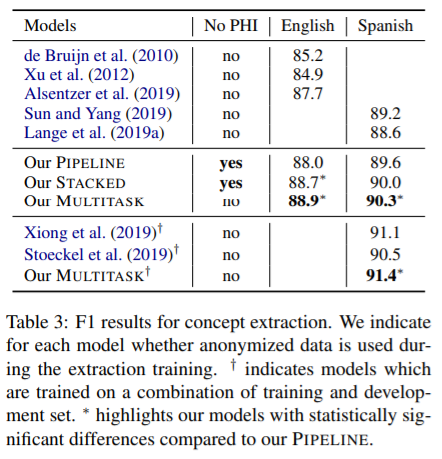 Models No PHI English Spanish
de Bruijn et al. (2010) no 85.2
Xu et al. (2012) no 84.9
Alsentzer et al. (2019) no 87.7
Sun and Yang (2019) no 89.2
Lange et al. (2019a) no 88.6
Our PIPELINE yes 88.0 89.6
Our STACKED yes 88.7* 90.0
Our MULTITASK no 88.9* 90.3*
Xiong et al. (2019)† no 91.1
Stoeckel et al. (2019)† no 90.5
Our MULTITASK† no 91.4*
Table 3: F1 results for concept extraction. We indicate
for each model whether anonymized data is used dur-
ing the extraction training. † indicates models which
are trained on a combination of training and develop-
ment set. * highlights our models with statistically sig-
nificant differences compared to our PIPELINE.